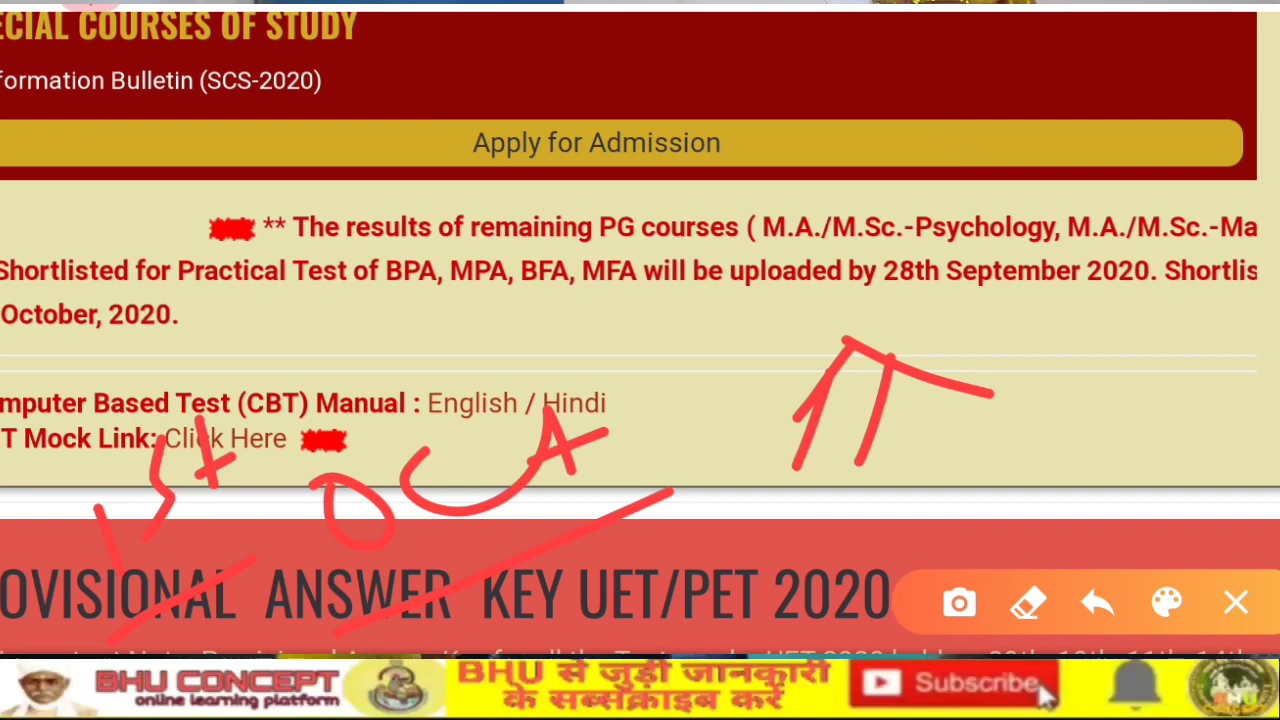 ECIAL COURSES OF STUDY
formation Bulletin (SCS-2020)
Apply for Admission
** The results of remaining PG courses ( M.A./M.Sc.-Psychology, M.A./M.Sc.-Ma
Shortlisted for Practical Test of BPA, MPA, BFA, MFA will be uploaded by 28th September 2020. Shortlis
October, 2020.
mputer Based Test (CBT) Manual : English / Hindi
T Mock Link: Click Here
1st Oct
OVISIONAL ANSWER KEY UET/PET 2020
BHU CONCEPT
online learning platform
BHU से जुड़ी जानकारी
के सब्सक्राइब करें
Subscribe